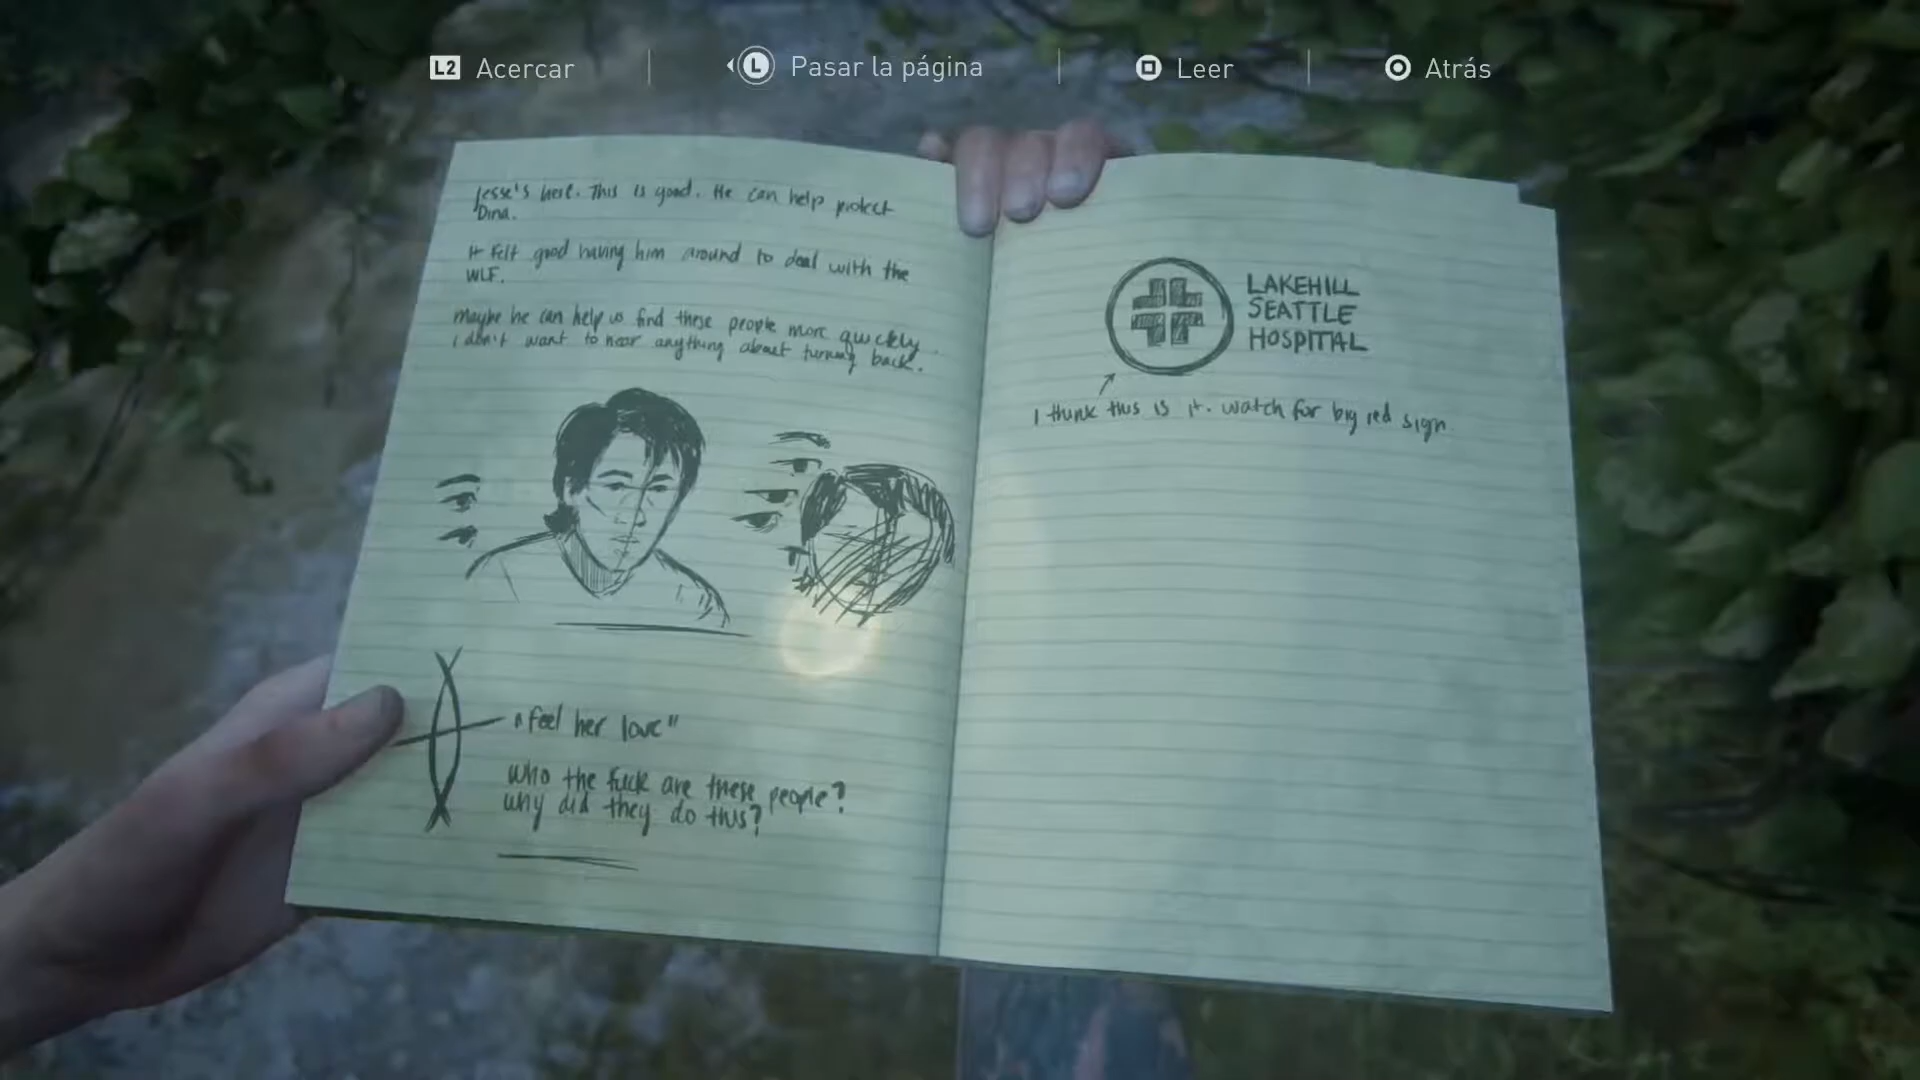 L2 Acercar
L Pasar la página
Leer
Atrás
Jesse's here. This is good. He can help protect
Dina.
It felt good having him around to deal with the
WLF.
Maybe he can help us find these people more quickly.
I don't want to hear anything about turning back.
"feel her love"
who the fuck are these people?
why did they do this?
LAKEHILL
SEATTLE
HOSPITAL
I think this is it. watch for big red sign